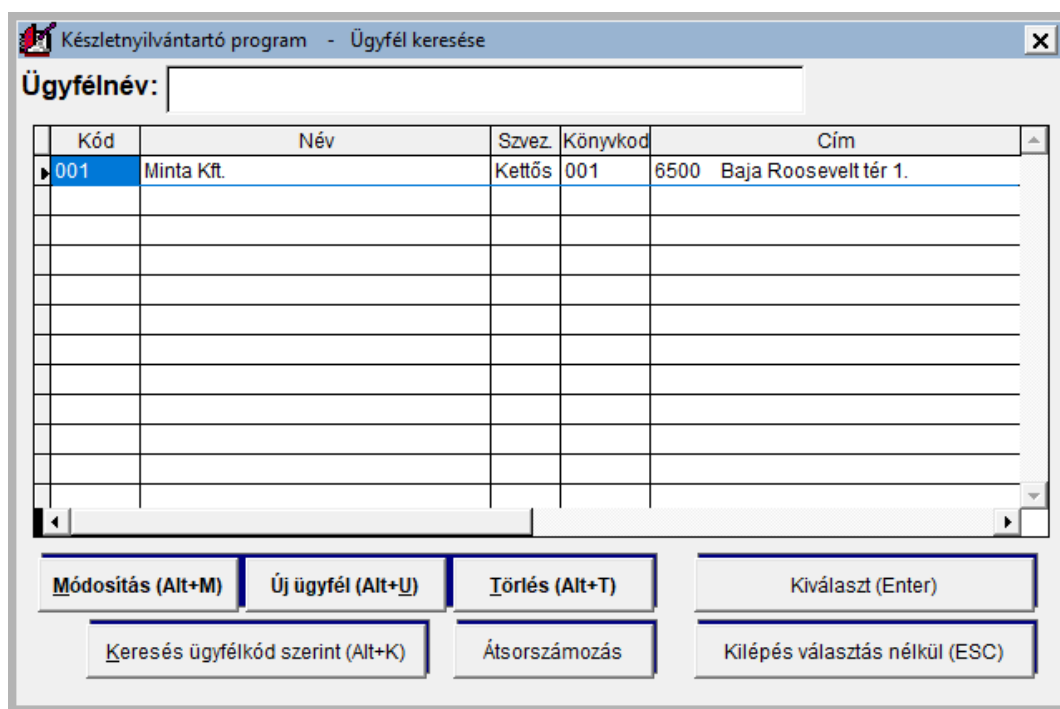 Készletnyilvántartó program - Ügyfél keresése
Ügyfélnév:
Kód Név Szvez. Könyvkod Cím
001 Minta Kft. Kettős 001 6500 Baja Roosevelt tér 1.
Módosítás (Alt+M) Új ügyfél (Alt+U) Törlés (Alt+T) Kiválaszt (Enter)
Keresés ügyfélkód szerint (Alt+K) Átsorszámozás Kilépés választás nélkül (ESC)